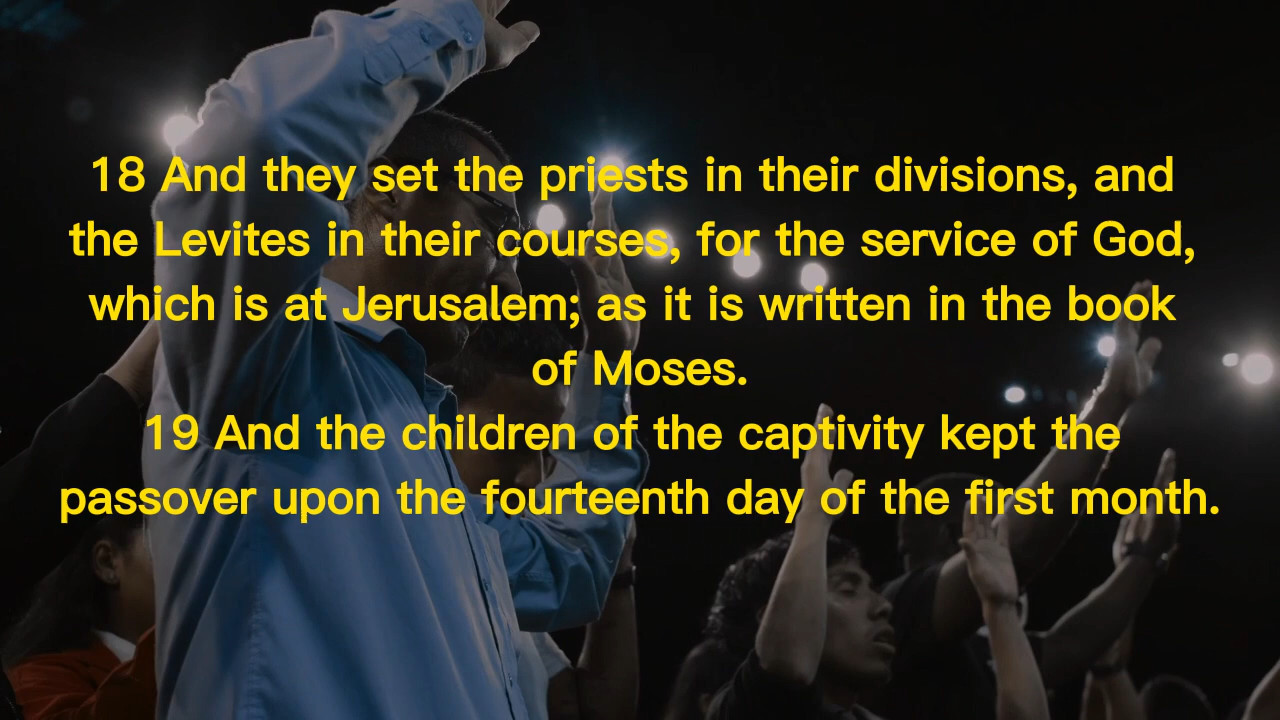 18 And they set the priests in their divisions, and
the Levites in their courses, for the service of God,
which is at Jerusalem; as it is written in the book
of Moses.
19 And the children of the captivity kept the
passover upon the fourteenth day of the first month.